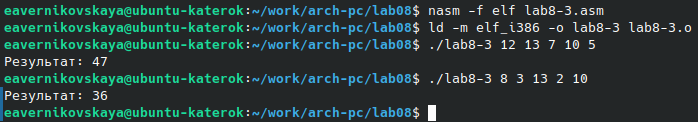 eavernikovskaya@ubuntu-katerok:~/work/arch-pc/lab08$ nasm -f elf lab8-3.asm
eavernikovskaya@ubuntu-katerok:~/work/arch-pc/lab08$ ld -m elf_i386 -o lab8-3 lab8-3.o
eavernikovskaya@ubuntu-katerok:~/work/arch-pc/lab08$ ./lab8-3 12 13 7 10 5
Результат: 47
eavernikovskaya@ubuntu-katerok:~/work/arch-pc/lab08$ ./lab8-3 8 3 13 2 10
Результат: 36
eavernikovskaya@ubuntu-katerok:~/work/arch-pc/lab08$